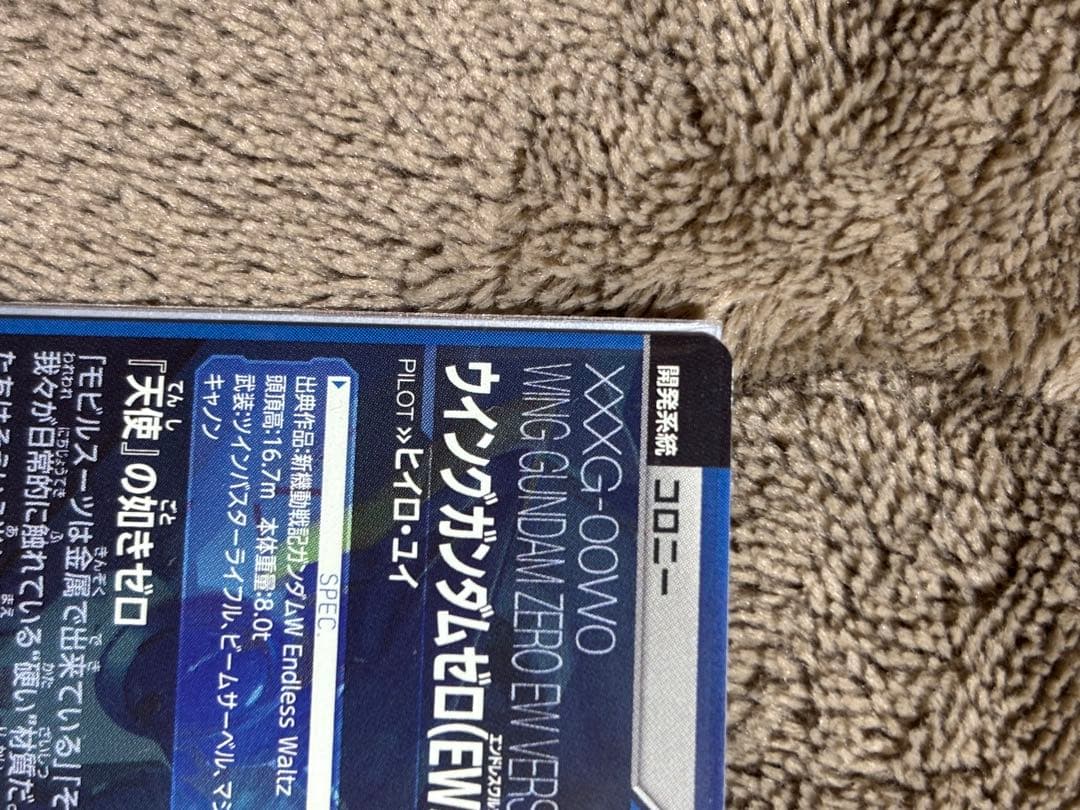 開発系統 コロニー
XXXG-00W0
WING GUNDAM ZERO EW VERS
ウイングガンダムゼロ(EW
PILOT ≫ヒイロ・ユイ
SPEC.
出典作品:新機動戦記ガンダムW Endless Waltz
頭頂高:16.7m 本体重量:8.0t
武装:ツインバスターライフル、ビームサーベル、マシ
キャノン
『天使』の如きゼロ
「モビルスーツは金属で出来ている」「そ
我々が日常的に触れている“硬い”材質だ。